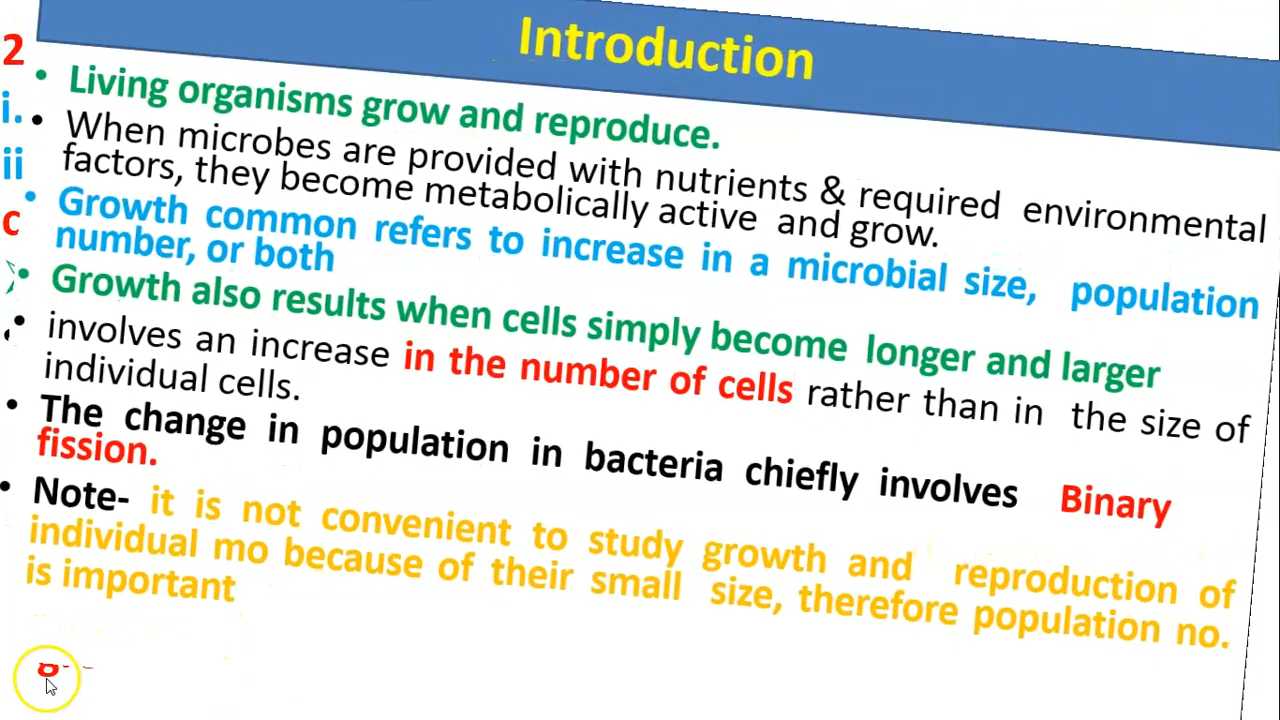 Introduction
2
• Living organisms grow and reproduce.
i.
• When microbes are provided with nutrients & required environmental
factors, they become metabolically active and grow.
ii
• Growth common refers to increase in a microbial size, population
number, or both
c
• Growth also results when cells simply become longer and larger
• involves an increase in the number of cells rather than in the size of
individual cells.
• The change in population in bacteria chiefly involves Binary
fission.
• Note- it is not convenient to study growth and reproduction of
individual mo because of their small size, therefore population no.
is important